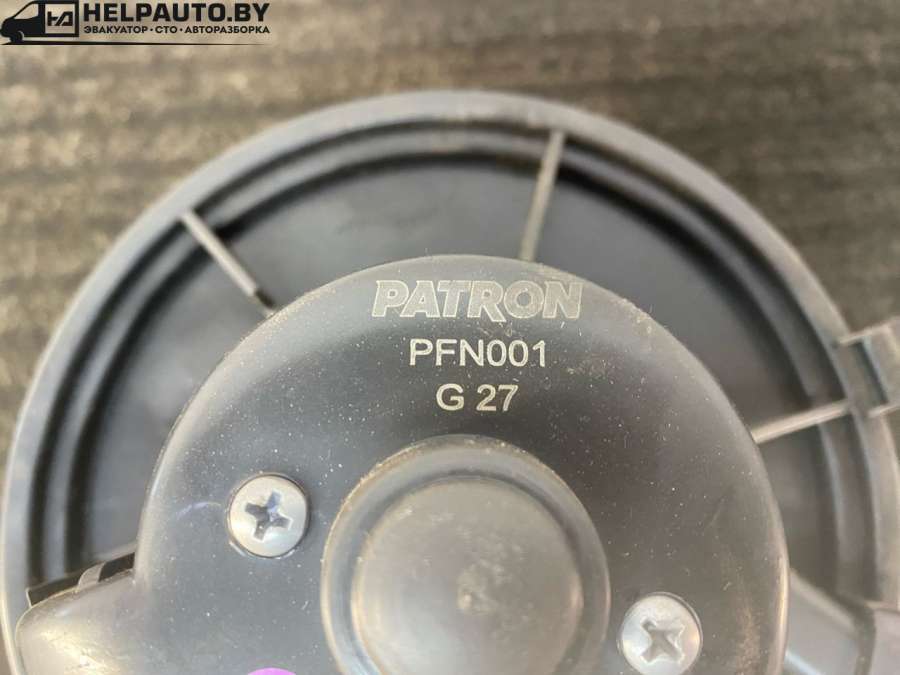 HELPAUTO.BY
ЭВАКУАТОР·СТО·АВТОРАЗБОРКА
PATRON
PFN001
G 27